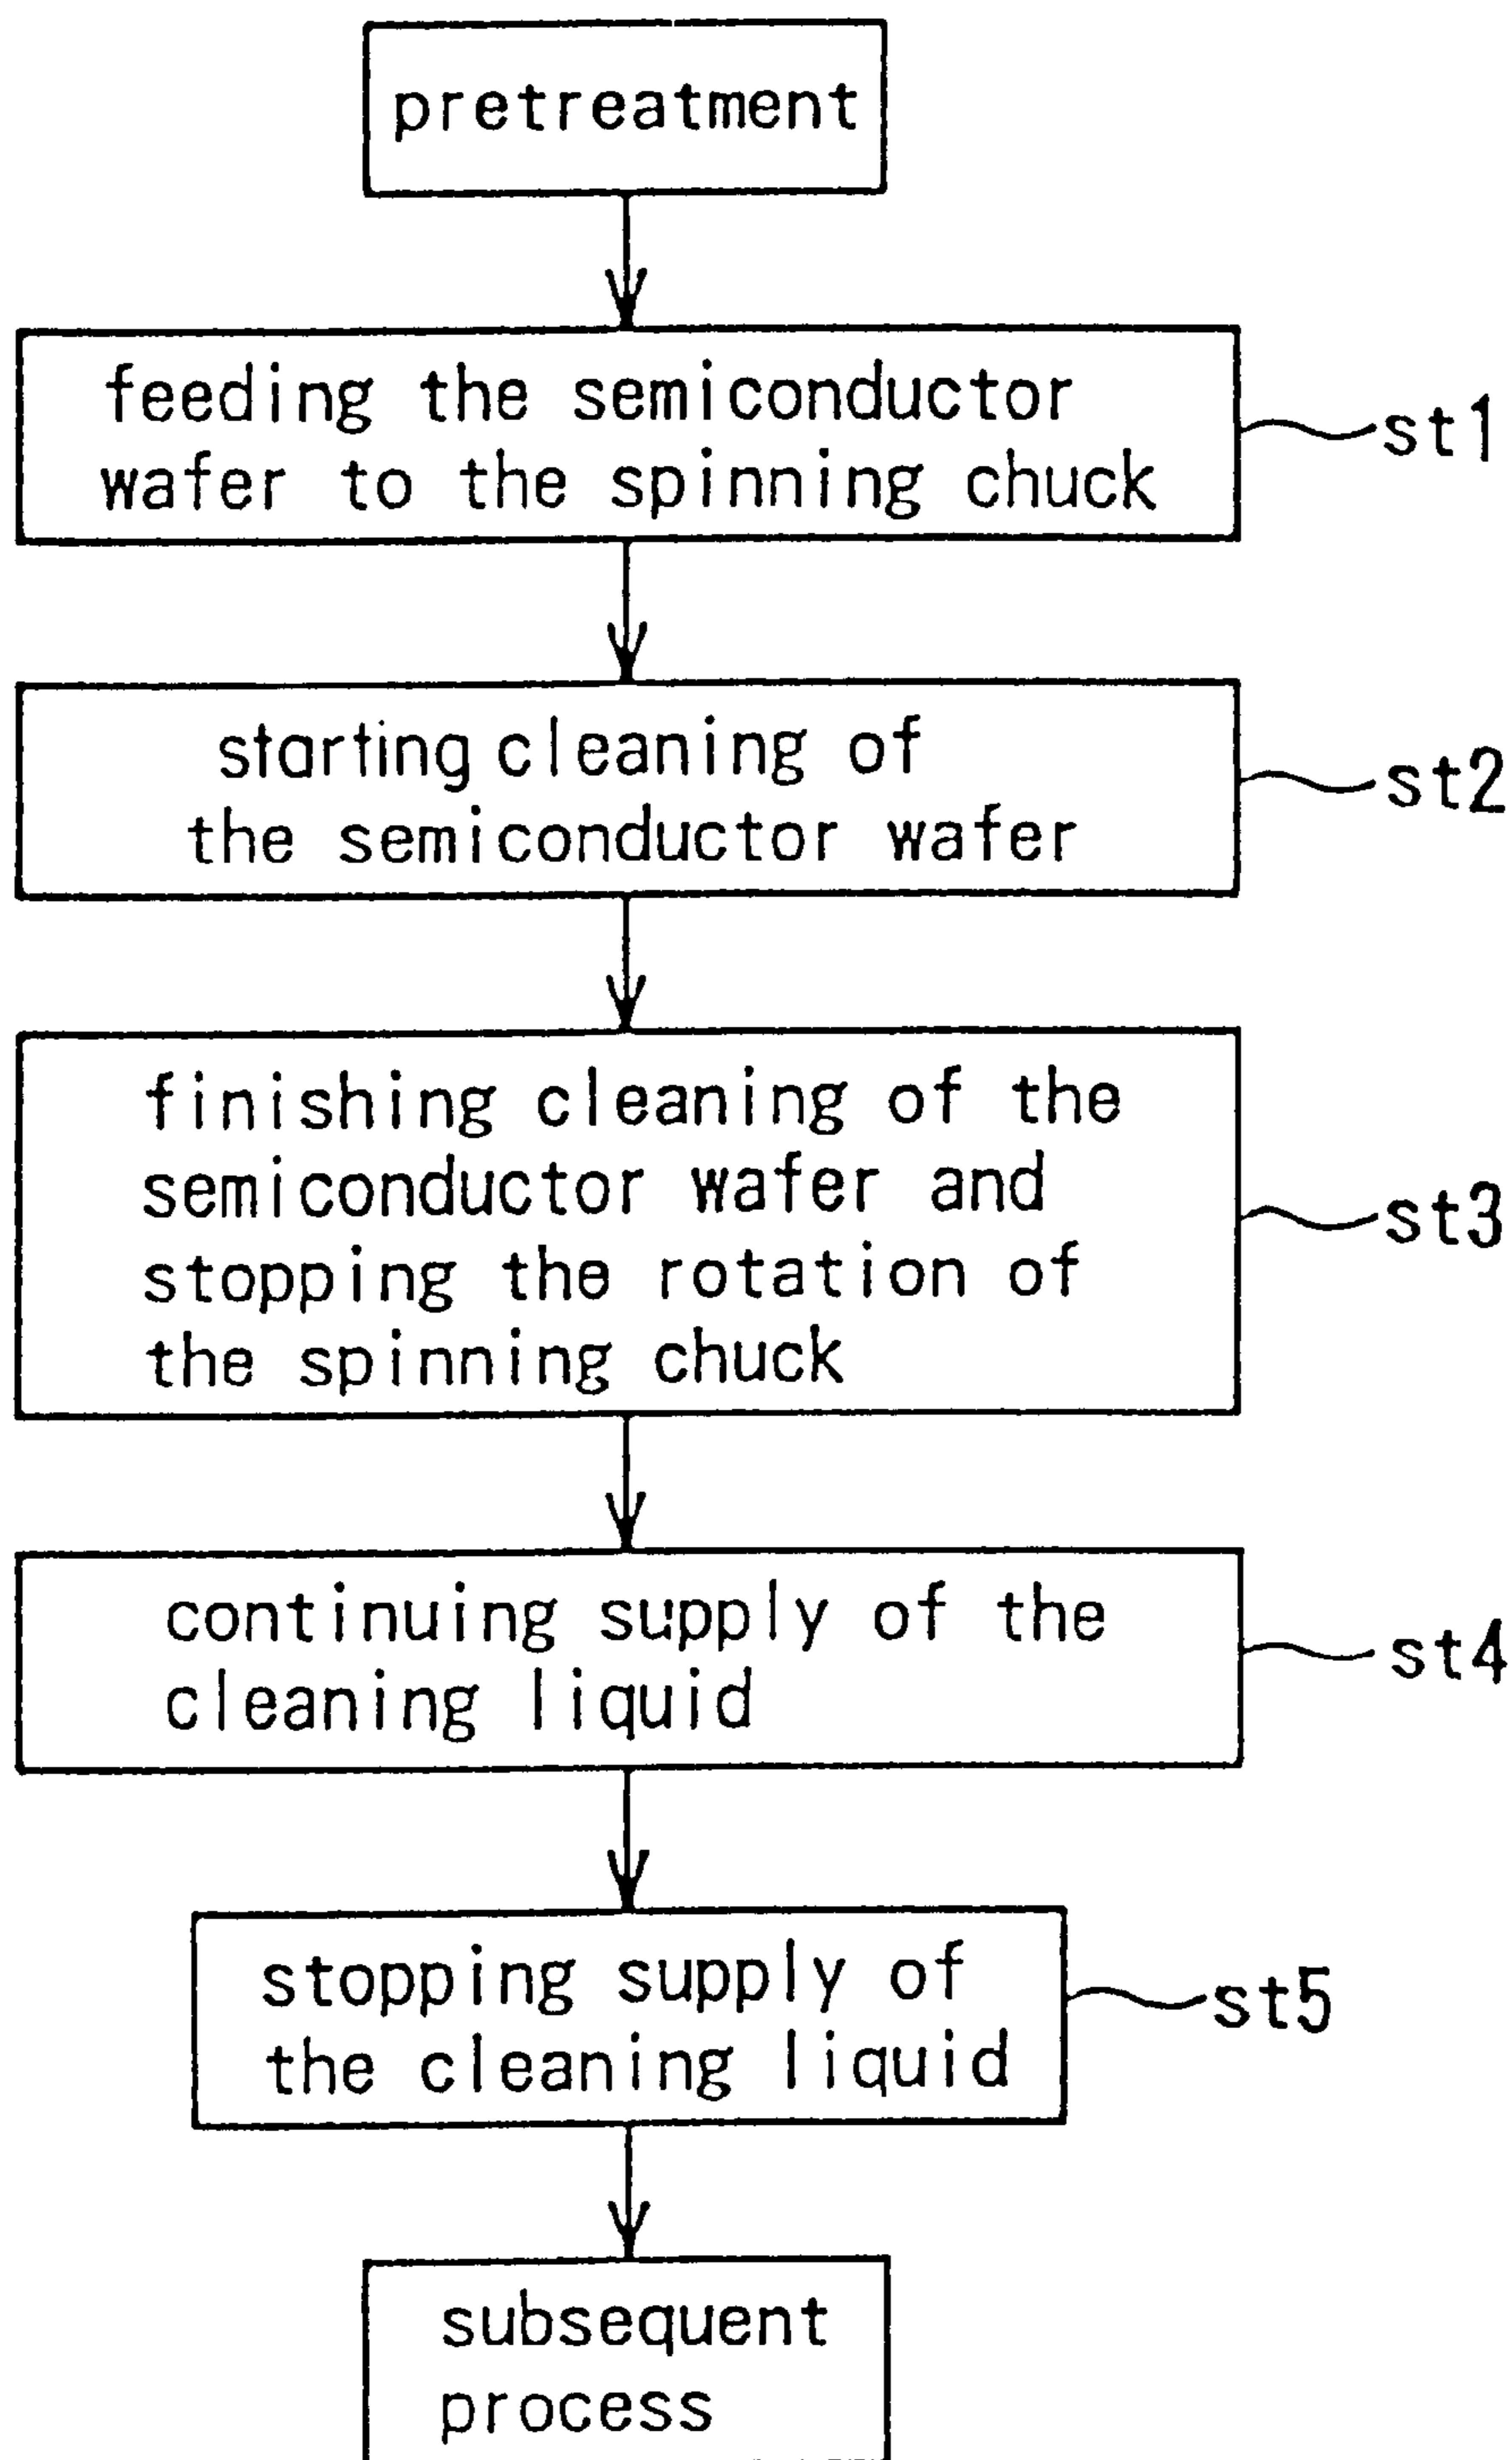 pretreatment
feeding the semiconductor
wafer to the spinning chuck
st1
starting cleaning of
the semiconductor wafer
st2
finishing cleaning of the
semiconductor wafer and
stopping the rotation of
the spinning chuck
st3
continuing supply of the
cleaning liquid
st4
stopping supply of
the cleaning liquid
st5
subsequent
process